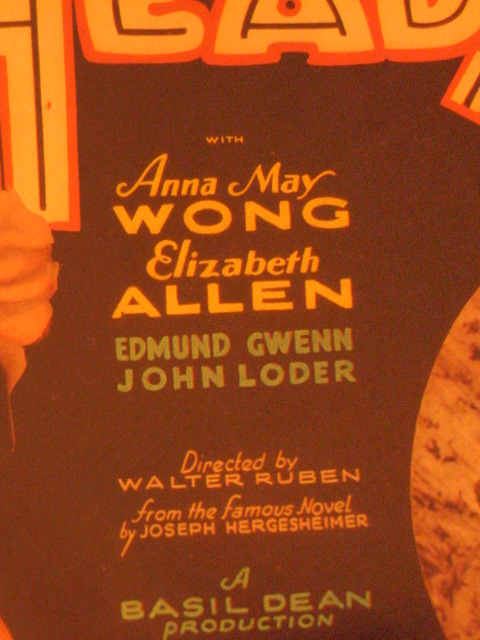 HEAD
WITH
Anna May
WONG
Elizabeth
ALLEN
EDMUND GWENN
JOHN LODER
Directed by
WALTER RUBEN
from the famous Novel
by JOSEPH HERGESHEIMER
A
BASIL DEAN
PRODUCTION